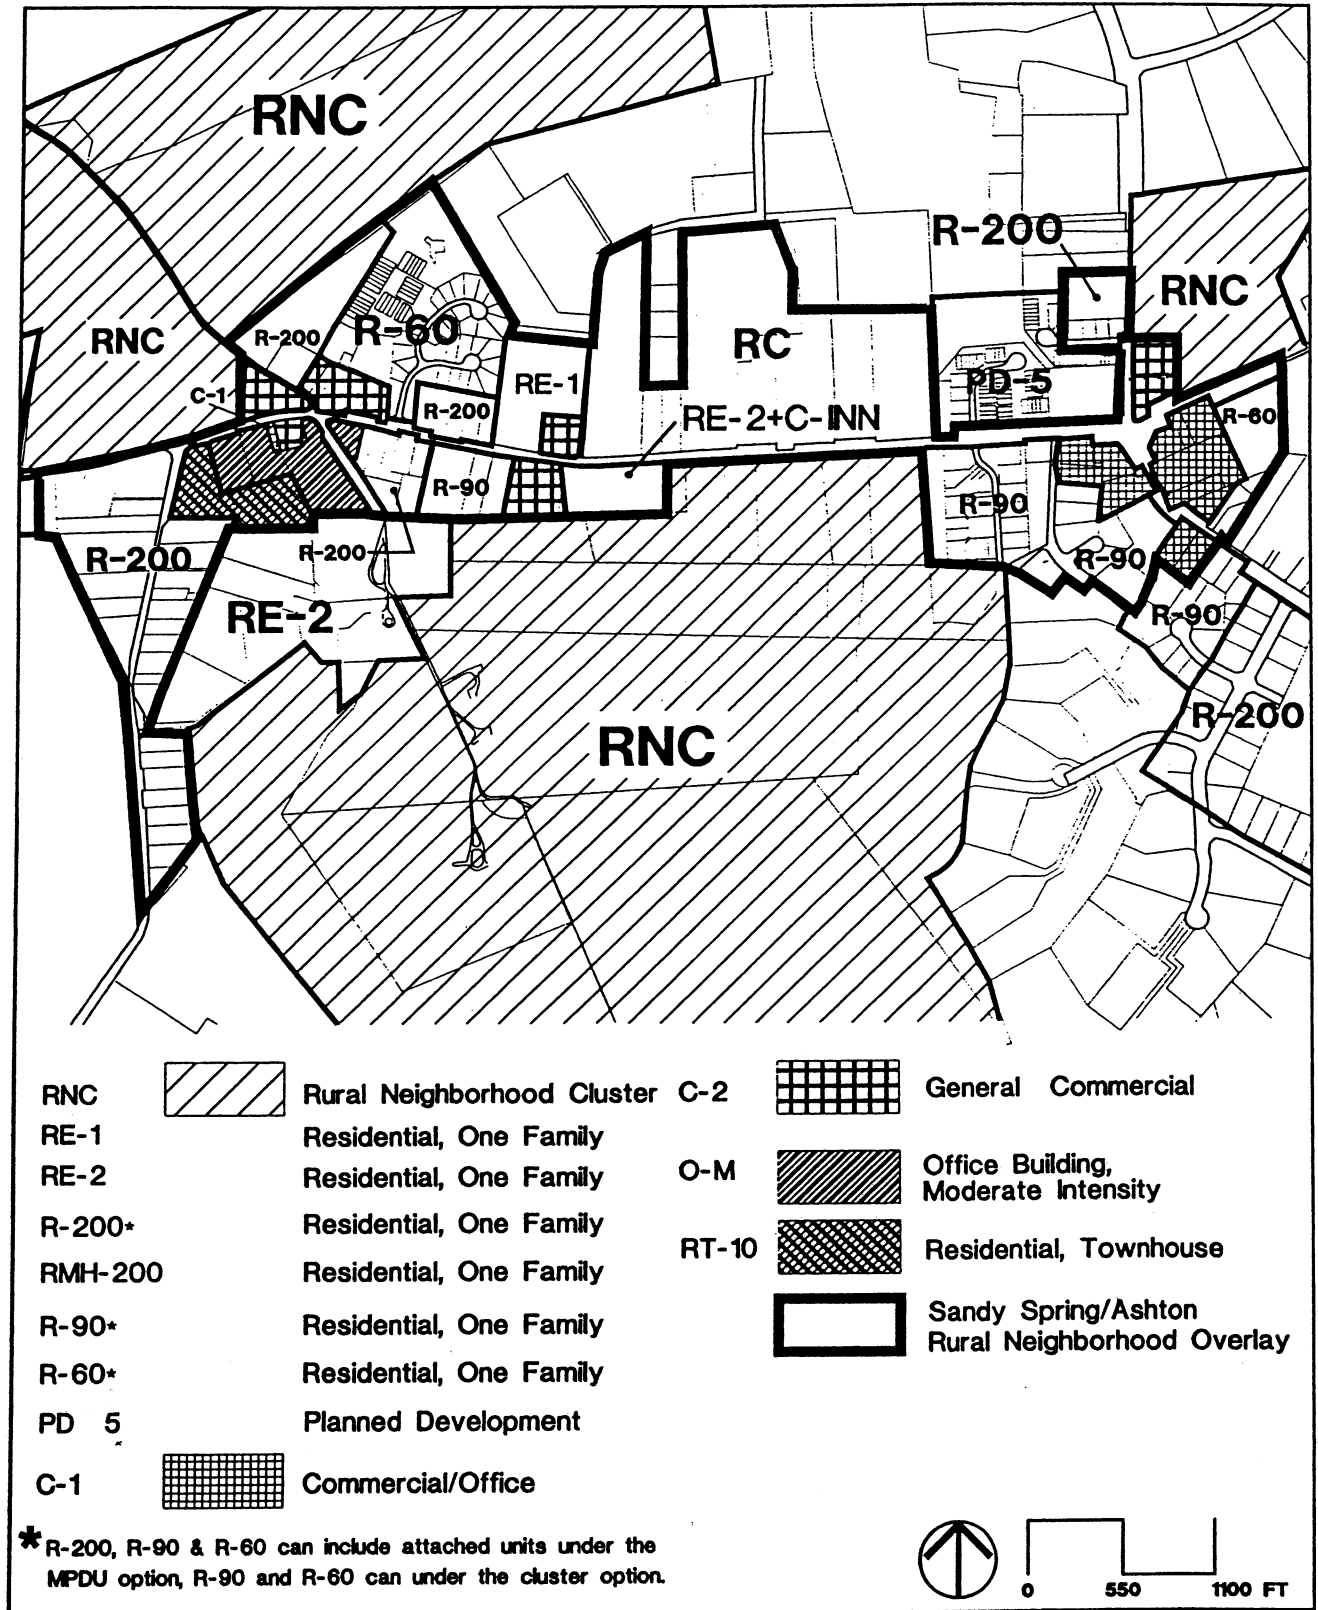 RNC
R-200
RNC
RNC
R-200
R-60
RC
RE-1
PD-5
C-1
R-200
RE-2+C-INN
R-60
R-90
R-90
R-200
R-200
R-90
RE-2
R-90
R-200
RNC
RNC Rural Neighborhood Cluster
RE-1 Residential, One Family
RE-2 Residential, One Family
R-200* Residential, One Family
RMH-200 Residential, One Family
R-90* Residential, One Family
R-60* Residential, One Family
PD 5 Planned Development
C-1 Commercial/Office
C-2 General Commercial
O-M Office Building,
Moderate Intensity
RT-10 Residential, Townhouse
Sandy Spring/Ashton
Rural Neighborhood Overlay
* R-200, R-90 & R-60 can include attached units under the
MPDU option, R-90 and R-60 can under the cluster option.
0 550 1100 FT